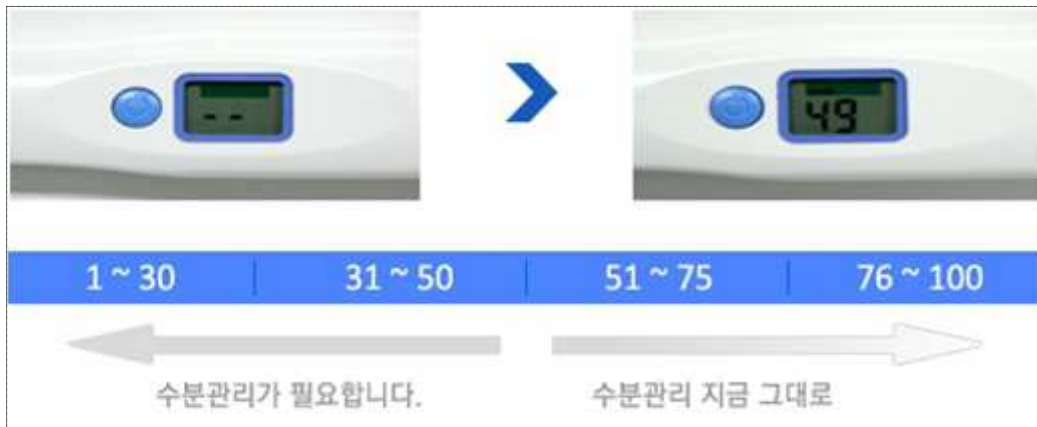 - -
49
1 ~ 30
31 ~ 50
51 ~ 75
76 ~ 100
수분관리가 필요합니다.
수분관리 지금 그대로